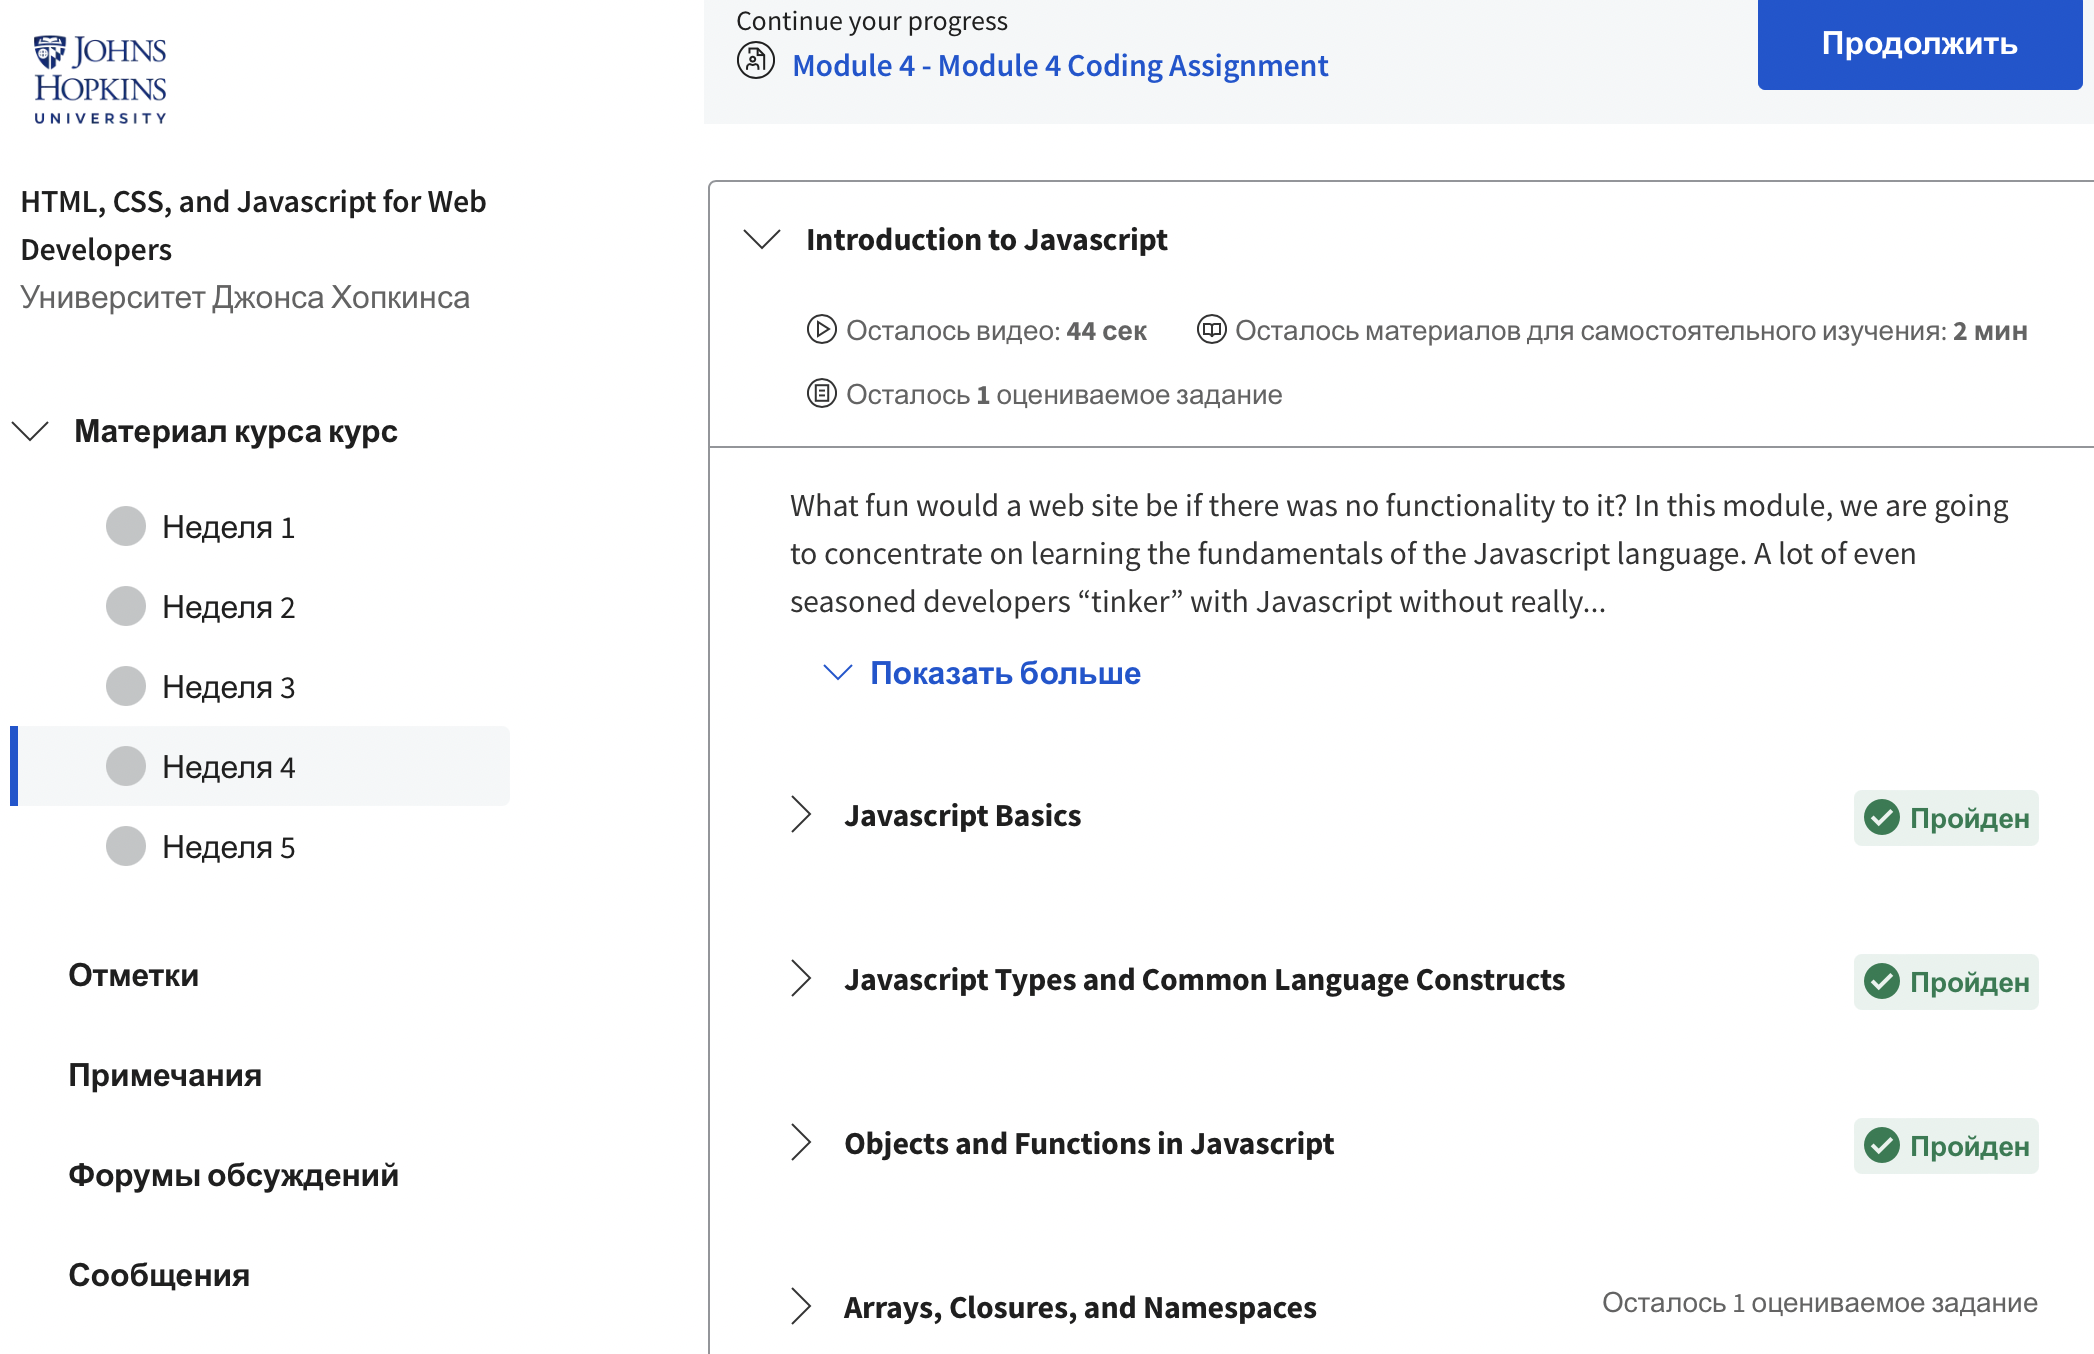 JOHNS
HOPKINS
UNIVERSITY
HTML, CSS, and Javascript for Web
Developers
Университет Джонса Хопкинса
Материал курса курс
Неделя 1
Неделя 2
Неделя 3
Неделя 4
Неделя 5
Отметки
Примечания
Форумы обсуждений
Сообщения
Continue your progress
Module 4 - Module 4 Coding Assignment
Продолжить
Introduction to Javascript
Осталось видео: 44 сек Осталось материалов для самостоятельного изучения: 2 мин
Осталось 1 оцениваемое задание
What fun would a web site be if there was no functionality to it? In this module, we are going
to concentrate on learning the fundamentals of the Javascript language. A lot of even
seasoned developers “tinker” with Javascript without really...
Показать больше
Javascript Basics Пройден
Javascript Types and Common Language Constructs Пройден
Objects and Functions in Javascript Пройден
Arrays, Closures, and Namespaces Осталось 1 оцениваемое задание